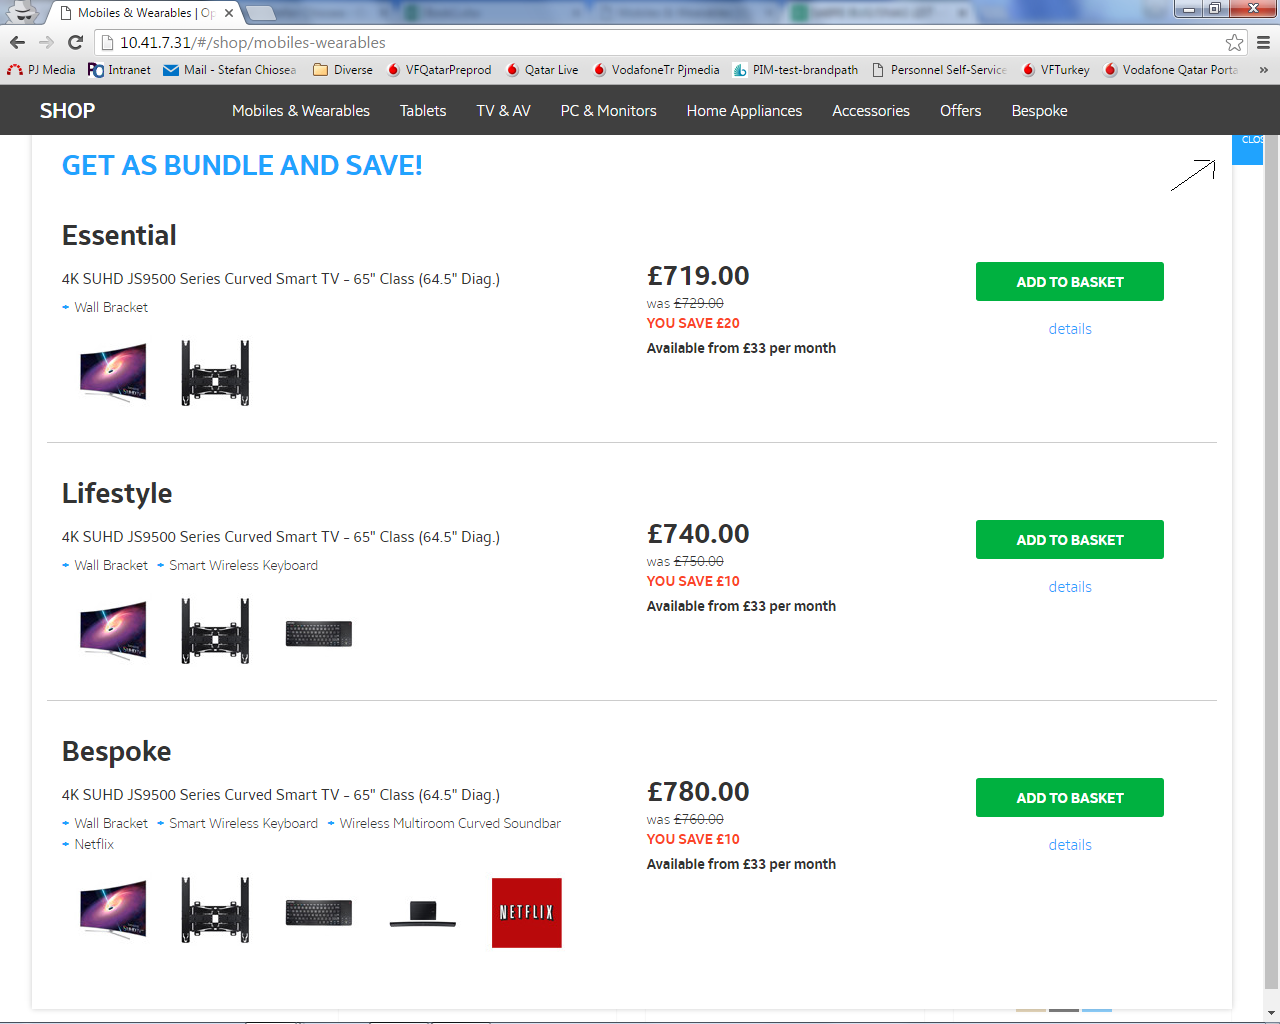 Mobiles & Wearables | Op
10.41.7.31/#/shop/mobiles-wearables
PJ Media Intranet Mail - Stefan Chiosea Diverse VFQatarPreprod Qatar Live VodafoneTr Pjmedia PIM-test-brandpath Personnel Self-Service VFTurkey Vodafone Qatar Porta »
SHOP Mobiles & Wearables Tablets TV & AV PC & Monitors Home Appliances Accessories Offers Bespoke
CLOS
GET AS BUNDLE AND SAVE!
Essential
4K SUHD JS9500 Series Curved Smart TV – 65" Class (64.5" Diag.)
Wall Bracket
£719.00
was £729.00
YOU SAVE £20
Available from £33 per month
ADD TO BASKET
details
Lifestyle
4K SUHD JS9500 Series Curved Smart TV – 65" Class (64.5" Diag.)
Wall Bracket Smart Wireless Keyboard
£740.00
was £750.00
YOU SAVE £10
Available from £33 per month
ADD TO BASKET
details
Bespoke
4K SUHD JS9500 Series Curved Smart TV – 65" Class (64.5" Diag.)
Wall Bracket Smart Wireless Keyboard Wireless Multiroom Curved Soundbar
Netflix
NETFLIX
£780.00
was £760.00
YOU SAVE £10
Available from £33 per month
ADD TO BASKET
details